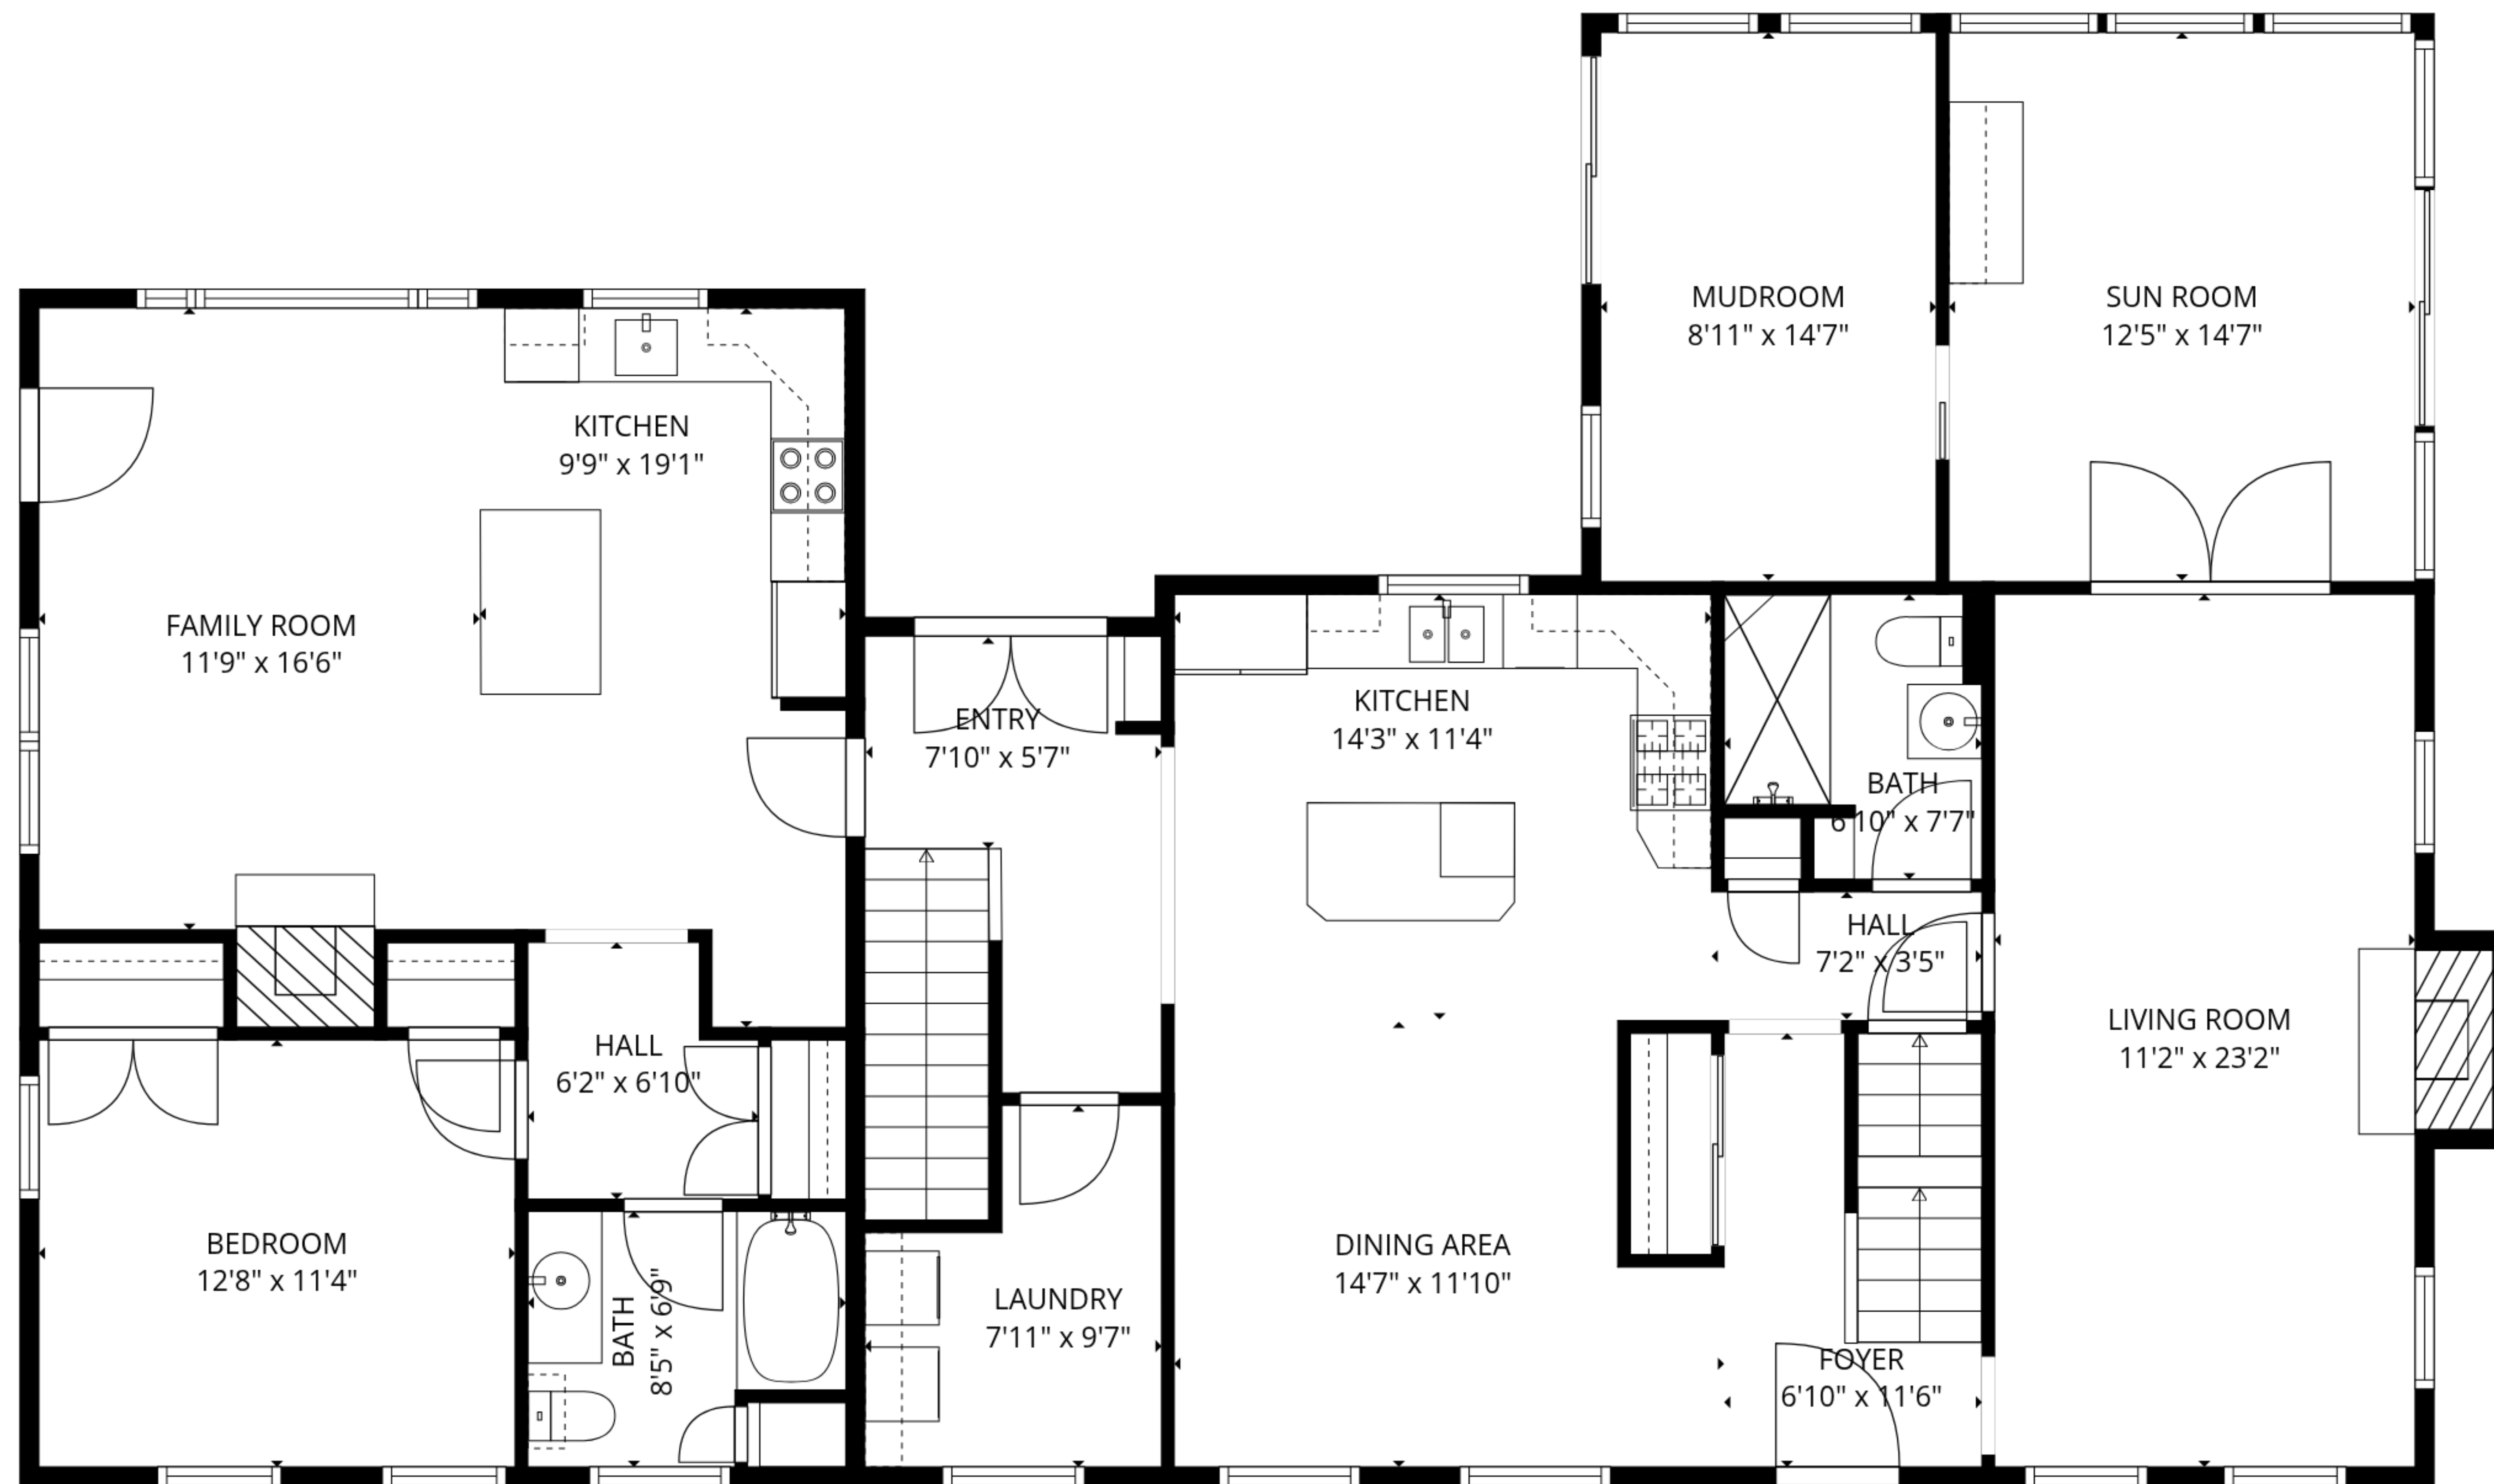 MUDROOM
8'11" x 14'7"
SUN ROOM
12'5" x 14'7"
KITCHEN
9'9" x 19'1"
FAMILY ROOM
11'9" x 16'6"
ENTRY
7'10" x 5'7"
KITCHEN
14'3" x 11'4"
BATH
6'10" x 7'7"
HALL
7'2" x 3'5"
LIVING ROOM
11'2" x 23'2"
HALL
6'2" x 6'10"
BEDROOM
12'8" x 11'4"
BATH
8'5" x 6'9"
LAUNDRY
7'11" x 9'7"
DINING AREA
14'7" x 11'10"
FOYER
6'10" x 11'6"